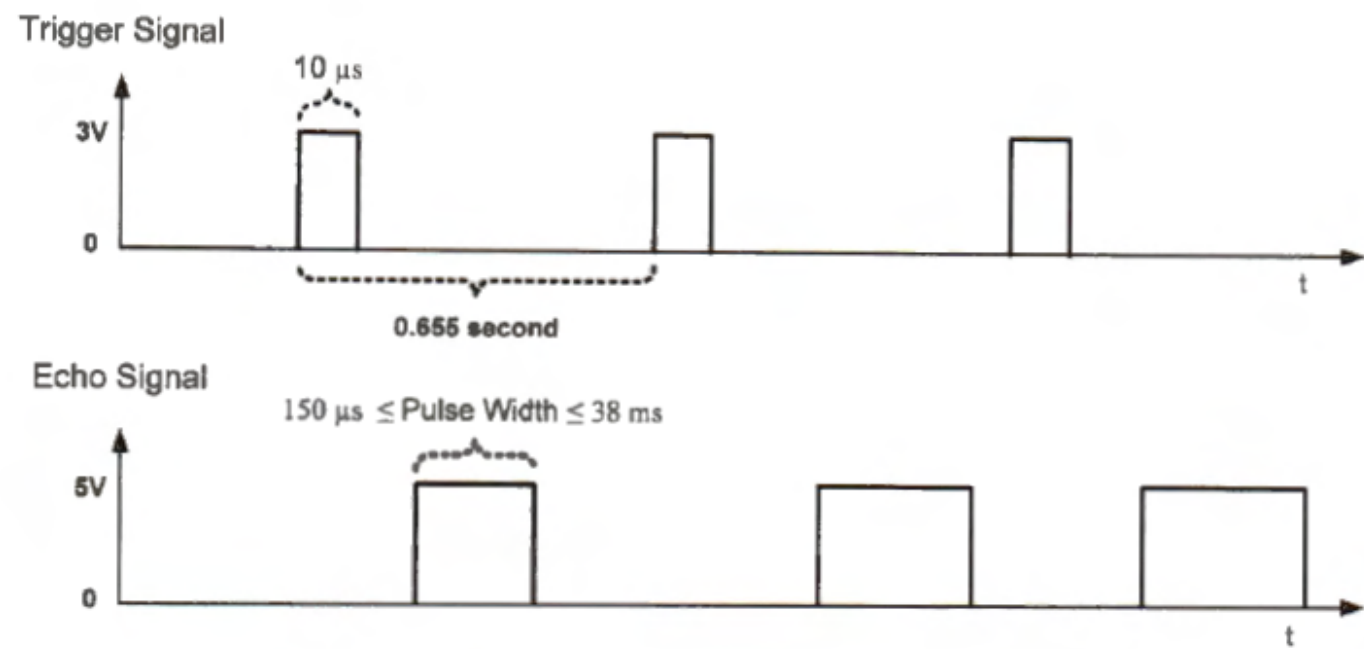 Trigger Signal
10 μs
3V
0
t
0.655 second
Echo Signal
150 μs ≤ Pulse Width ≤ 38 ms
5V
0
t